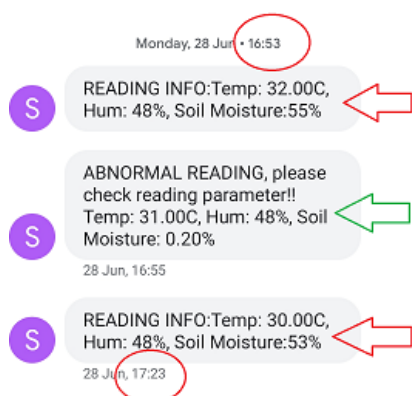 Monday, 28 Jun • 16:53
READING INFO:Temp: 32.00C,
Hum: 48%, Soil Moisture:55%
S
ABNORMAL READING, please
check reading parameter!!
Temp: 31.00C, Hum: 48%, Soil
Moisture: 0.20%
S
28 Jun, 16:55
READING INFO:Temp: 30.00C,
Hum: 48%, Soil Moisture:53%
S
28 Jun, 17:23